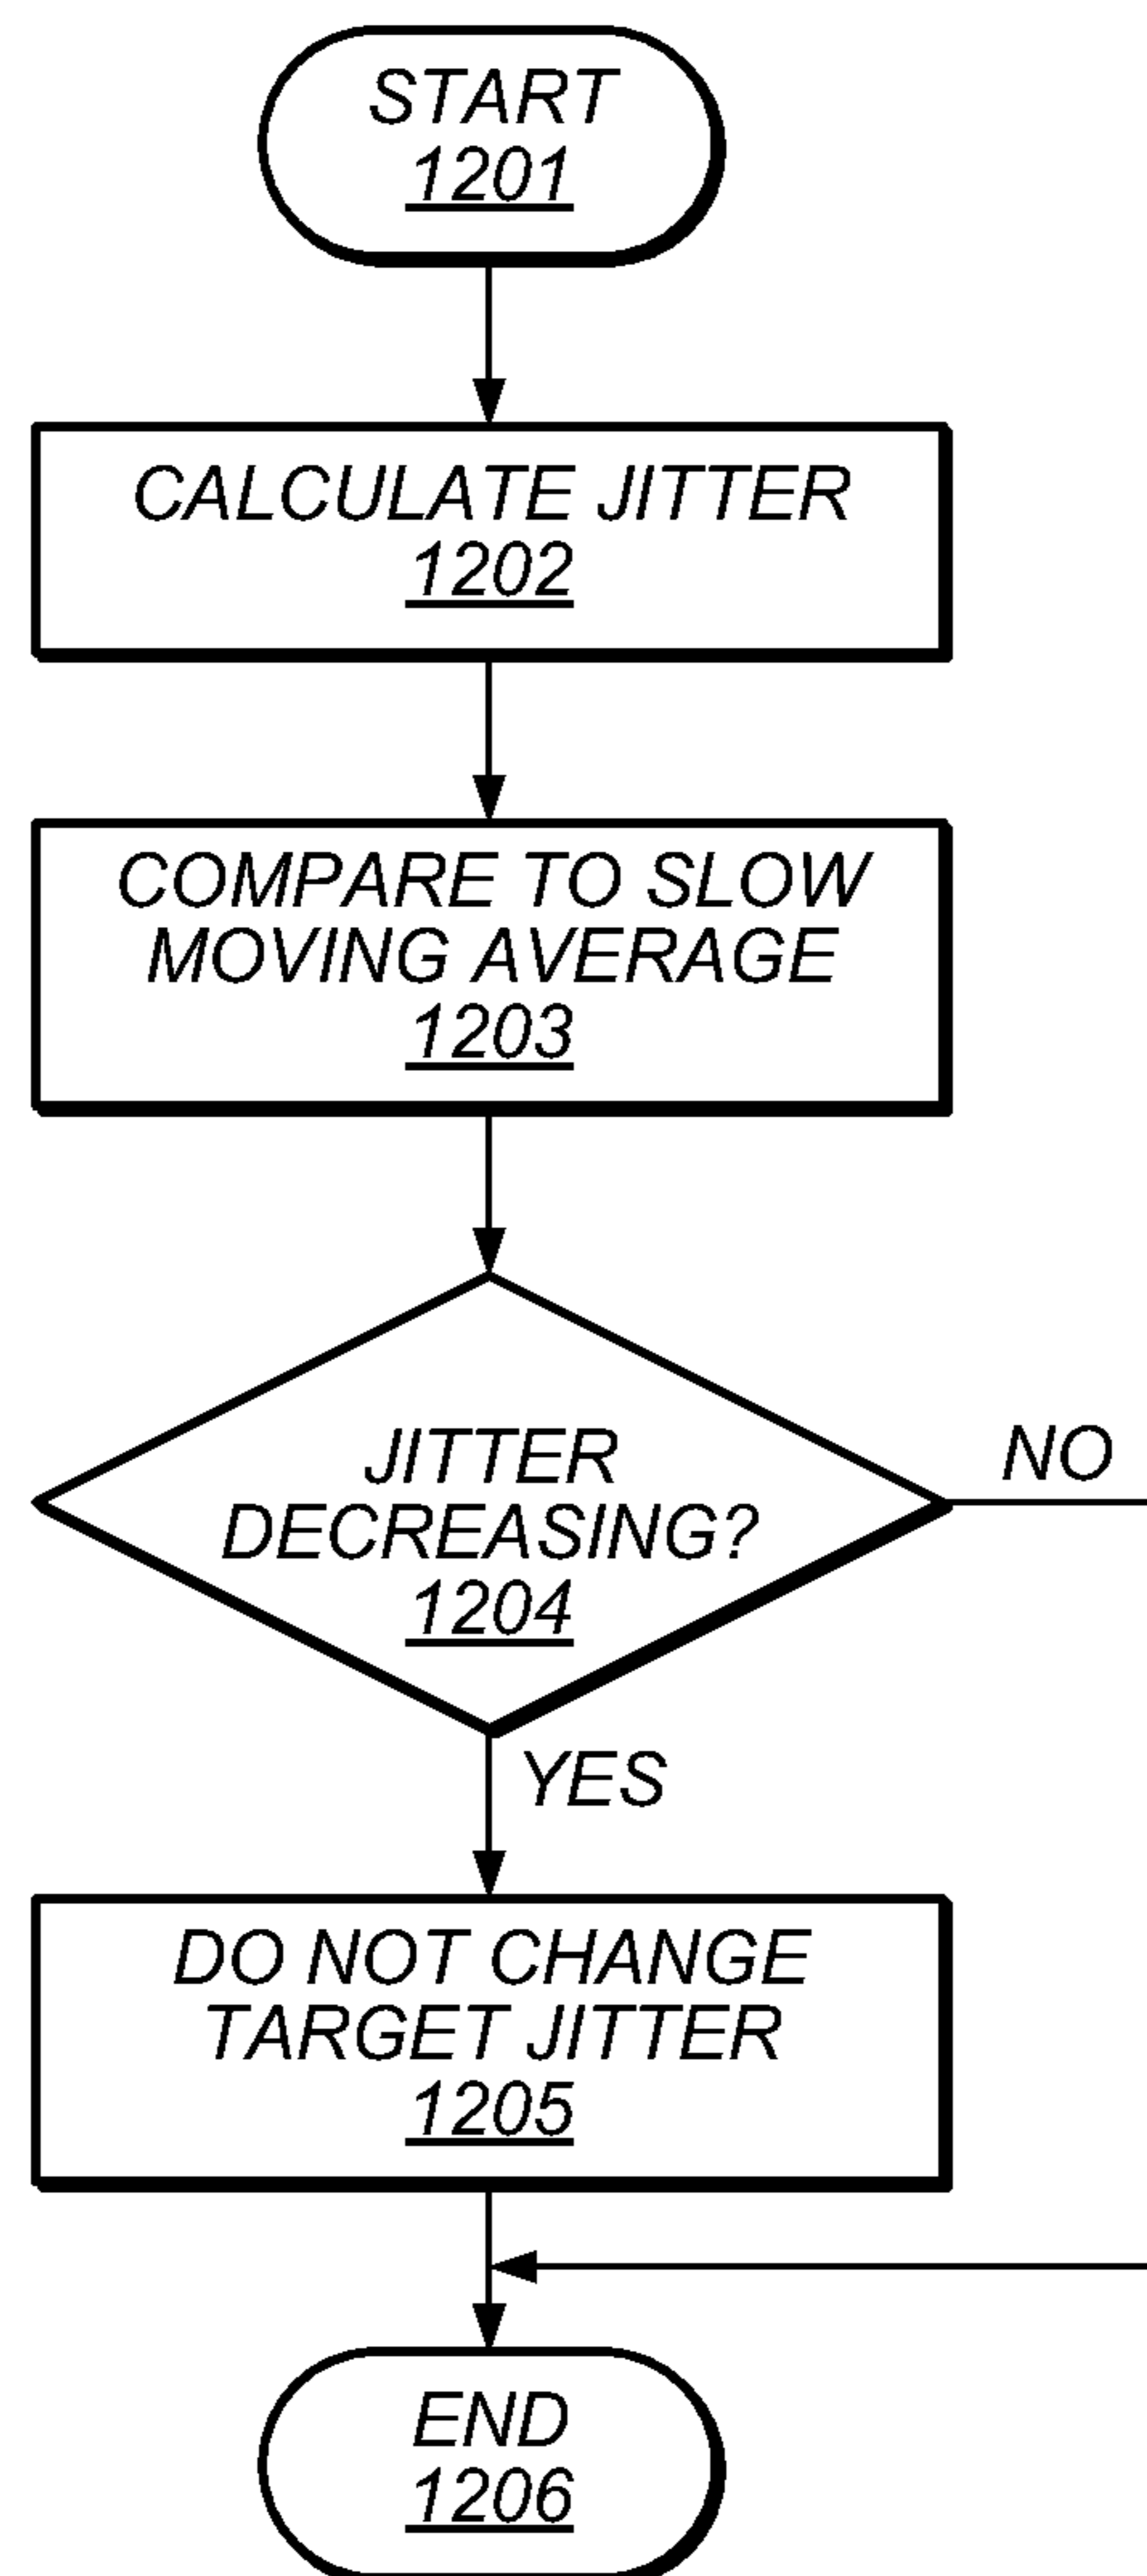 START
1201
CALCULATE JITTER
1202
COMPARE TO SLOW
MOVING AVERAGE
1203
JITTER
DECREASING?
1204
NO
YES
DO NOT CHANGE
TARGET JITTER
1205
END
1206